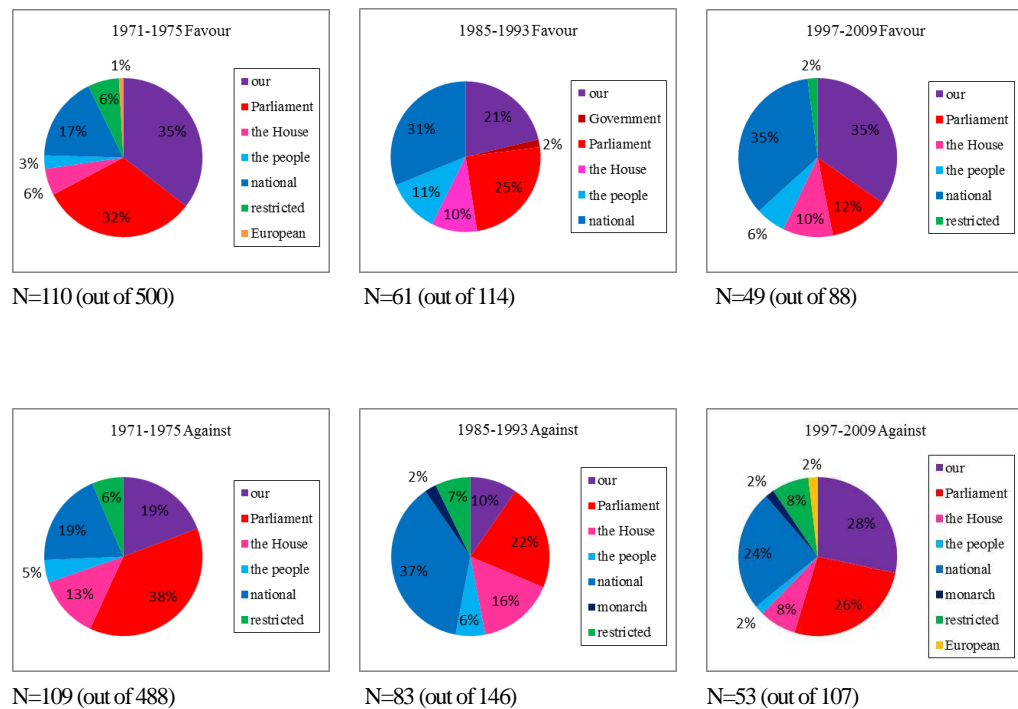 1971-1975 Favour
1%
6%
17%
3%
6%
32%
35%
our
Parliament
the House
the people
national
restricted
European
N=110 (out of 500)
1985-1993 Favour
31%
21%
2%
25%
10%
11%
our
Government
Parliament
the House
the people
national
N=61 (out of 114)
1997-2009 Favour
2%
35%
35%
12%
10%
6%
our
Parliament
the House
the people
national
restricted
N=49 (out of 88)
1971-1975 Against
6%
19%
19%
5%
13%
38%
our
Parliament
the House
the people
national
restricted
N=109 (out of 488)
1985-1993 Against
2%
7%
10%
37%
22%
6%
16%
our
Parliament
the House
the people
national
monarch
restricted
N=83 (out of 146)
1997-2009 Against
2%
2%
8%
28%
24%
26%
8%
2%
our
Parliament
the House
the people
national
monarch
restricted
European
N=53 (out of 107)